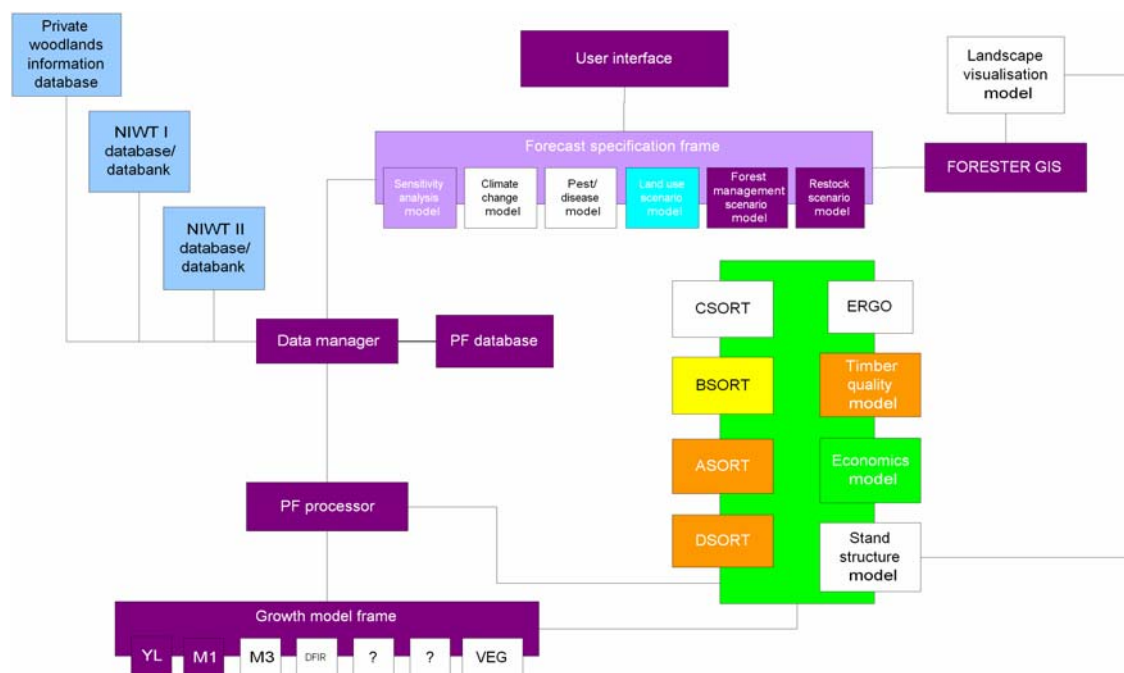 Private
woodlands
information
database
User interface
Landscape
visualisation
model
NIWT I
database/
databank
Forecast specification frame
FORESTER GIS
Sensitivity
analysis
model
Climate
change
model
Pest/
disease
model
Land use
scenario
model
Forest
management
scenario
model
Restock
scenario
model
NIWT II
database/
databank
Data manager
PF database
CSORT
ERGO
BSORT
Timber
quality
model
ASORT
Economics
model
PF processor
DSORT
Stand
structure
model
Growth model frame
YL
M1
M3
DFIR
?
?
VEG